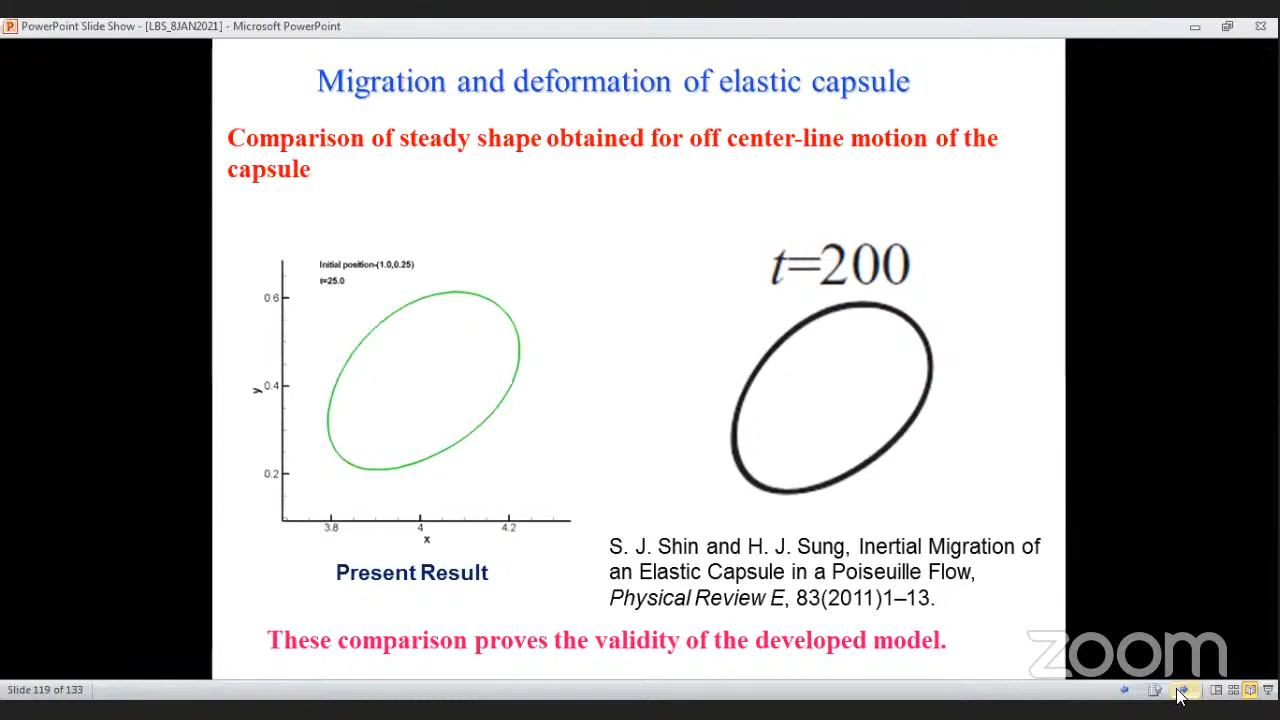 PowerPoint Slide Show - [LBS_8JAN2021] - Microsoft PowerPoint
Migration and deformation of elastic capsule
Comparison of steady shape obtained for off center-line motion of the
capsule
Initial position-(1.0,0.25)
t=25.0
0.6
y
0.4
0.2
3.8
4
4.2
x
Present Result
t=200
S. J. Shin and H. J. Sung, Inertial Migration of
an Elastic Capsule in a Poiseuille Flow,
Physical Review E, 83(2011)1–13.
These comparison proves the validity of the developed model.
zoom
Slide 119 of 133